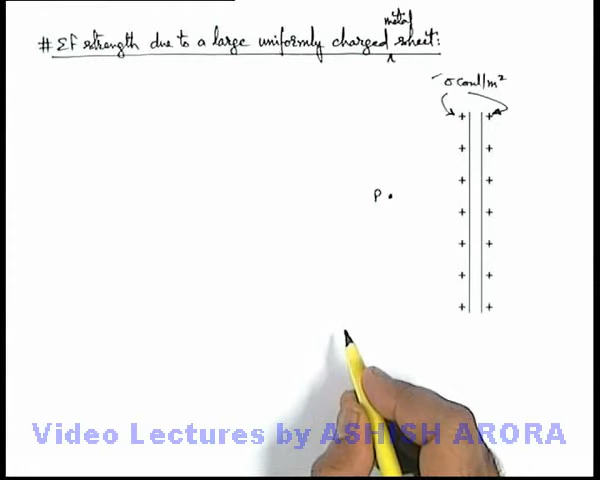 metal
# EF strength due to a large uniformly charged ^ sheet:
σ coul/m²
P
Video Lectures by ASHISH ARORA